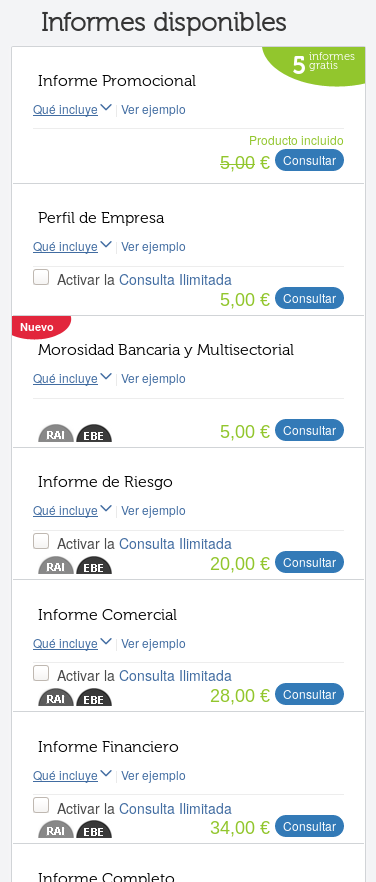 Informes disponibles
5 informes gratis
Informe Promocional
Qué incluye | Ver ejemplo
Producto incluido
5,00 € Consultar
Perfil de Empresa
Qué incluye | Ver ejemplo
Activar la Consulta Ilimitada
5,00 € Consultar
Nuevo
Morosidad Bancaria y Multisectorial
Qué incluye | Ver ejemplo
RAI EBE 5,00 € Consultar
Informe de Riesgo
Qué incluye | Ver ejemplo
Activar la Consulta Ilimitada
RAI EBE 20,00 € Consultar
Informe Comercial
Qué incluye | Ver ejemplo
Activar la Consulta Ilimitada
RAI EBE 28,00 € Consultar
Informe Financiero
Qué incluye | Ver ejemplo
Activar la Consulta Ilimitada
RAI EBE 34,00 € Consultar
Informe Completo